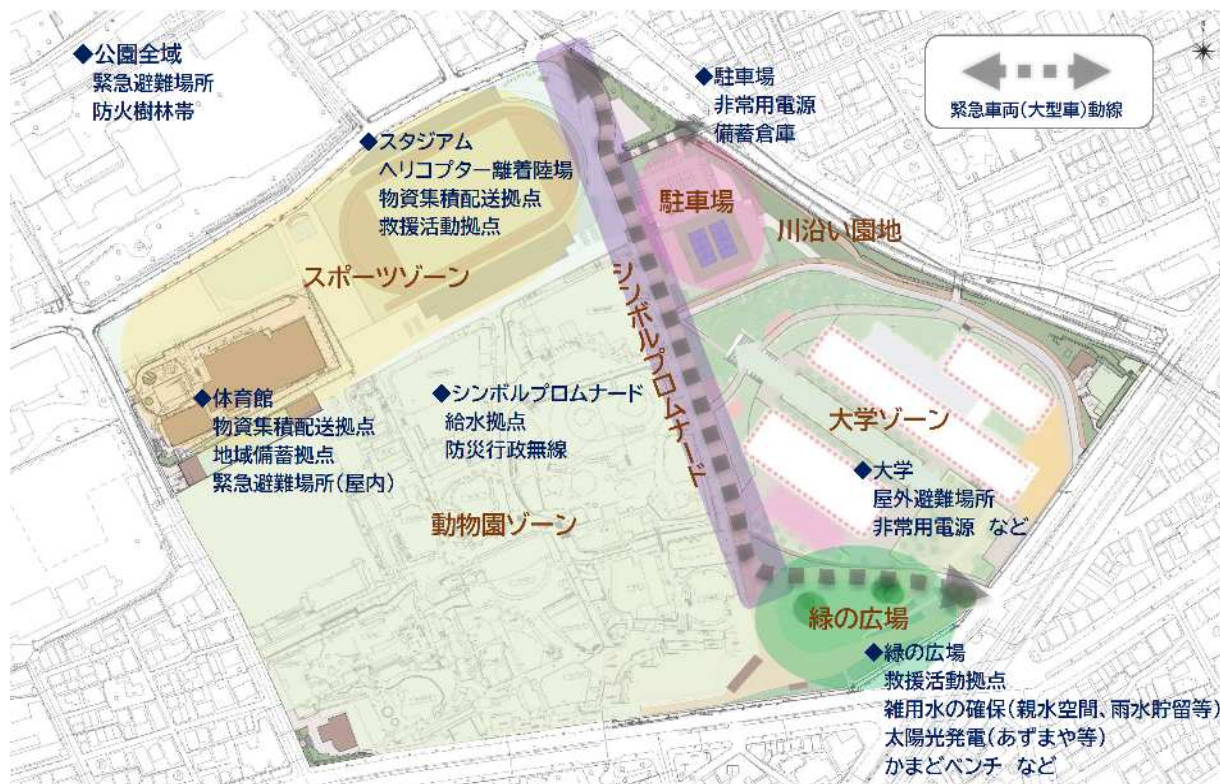 ◆公園全域
緊急避難場所
防火樹林帯
◆駐車場
非常用電源
備蓄倉庫
緊急車両(大型車)動線
◆スタジアム
ヘリコプター離着陸場
物資集積配送拠点
救援活動拠点
駐車場
川沿い園地
スポーツゾーン
シンボルプロムナード
◆体育館
物資集積配送拠点
地域備蓄拠点
緊急避難場所(屋内)
◆シンボルプロムナード
給水拠点
防災行政無線
大学ゾーン
◆大学
屋外避難場所
非常用電源 など
動物園ゾーン
緑の広場
◆緑の広場
救援活動拠点
雑用水の確保(親水空間、雨水貯留等)
太陽光発電(あずまや等)
かまどベンチ など